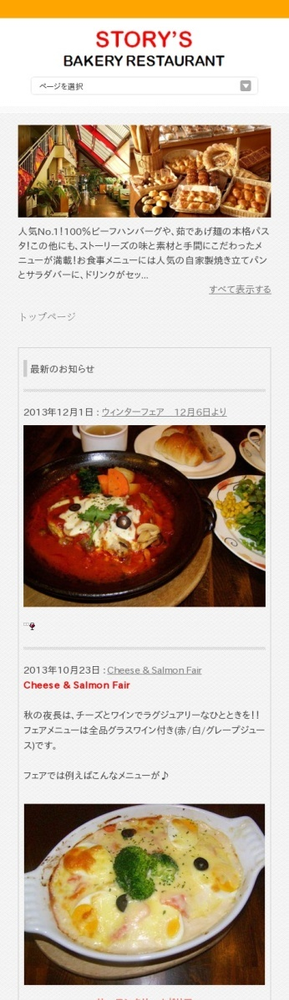 STORY'S
BAKERY RESTAURANT
ページを選択
人気No.1！100％ビーフハンバーグや、茹であげ麺の本格パス
タ！この他にも、ストーリーズの味と素材と手間にこだわったメ
ニューが満載！お食事メニューには人気の自家製焼き立てパン
とサラダバーに、ドリンクがセッ...
すべて表示する
トップページ
最新のお知らせ
2013年12月1日 : ウィンターフェア　12月6日より
2013年10月23日 : Cheese & Salmon Fair
Cheese & Salmon Fair
秋の夜長は、チーズとワインでラグジュアリーなひとときを！！
フェアメニューは全品グラスワイン付き(赤/白/グレープジュー
ス)です。
フェアでは例えばこんなメニューが♪